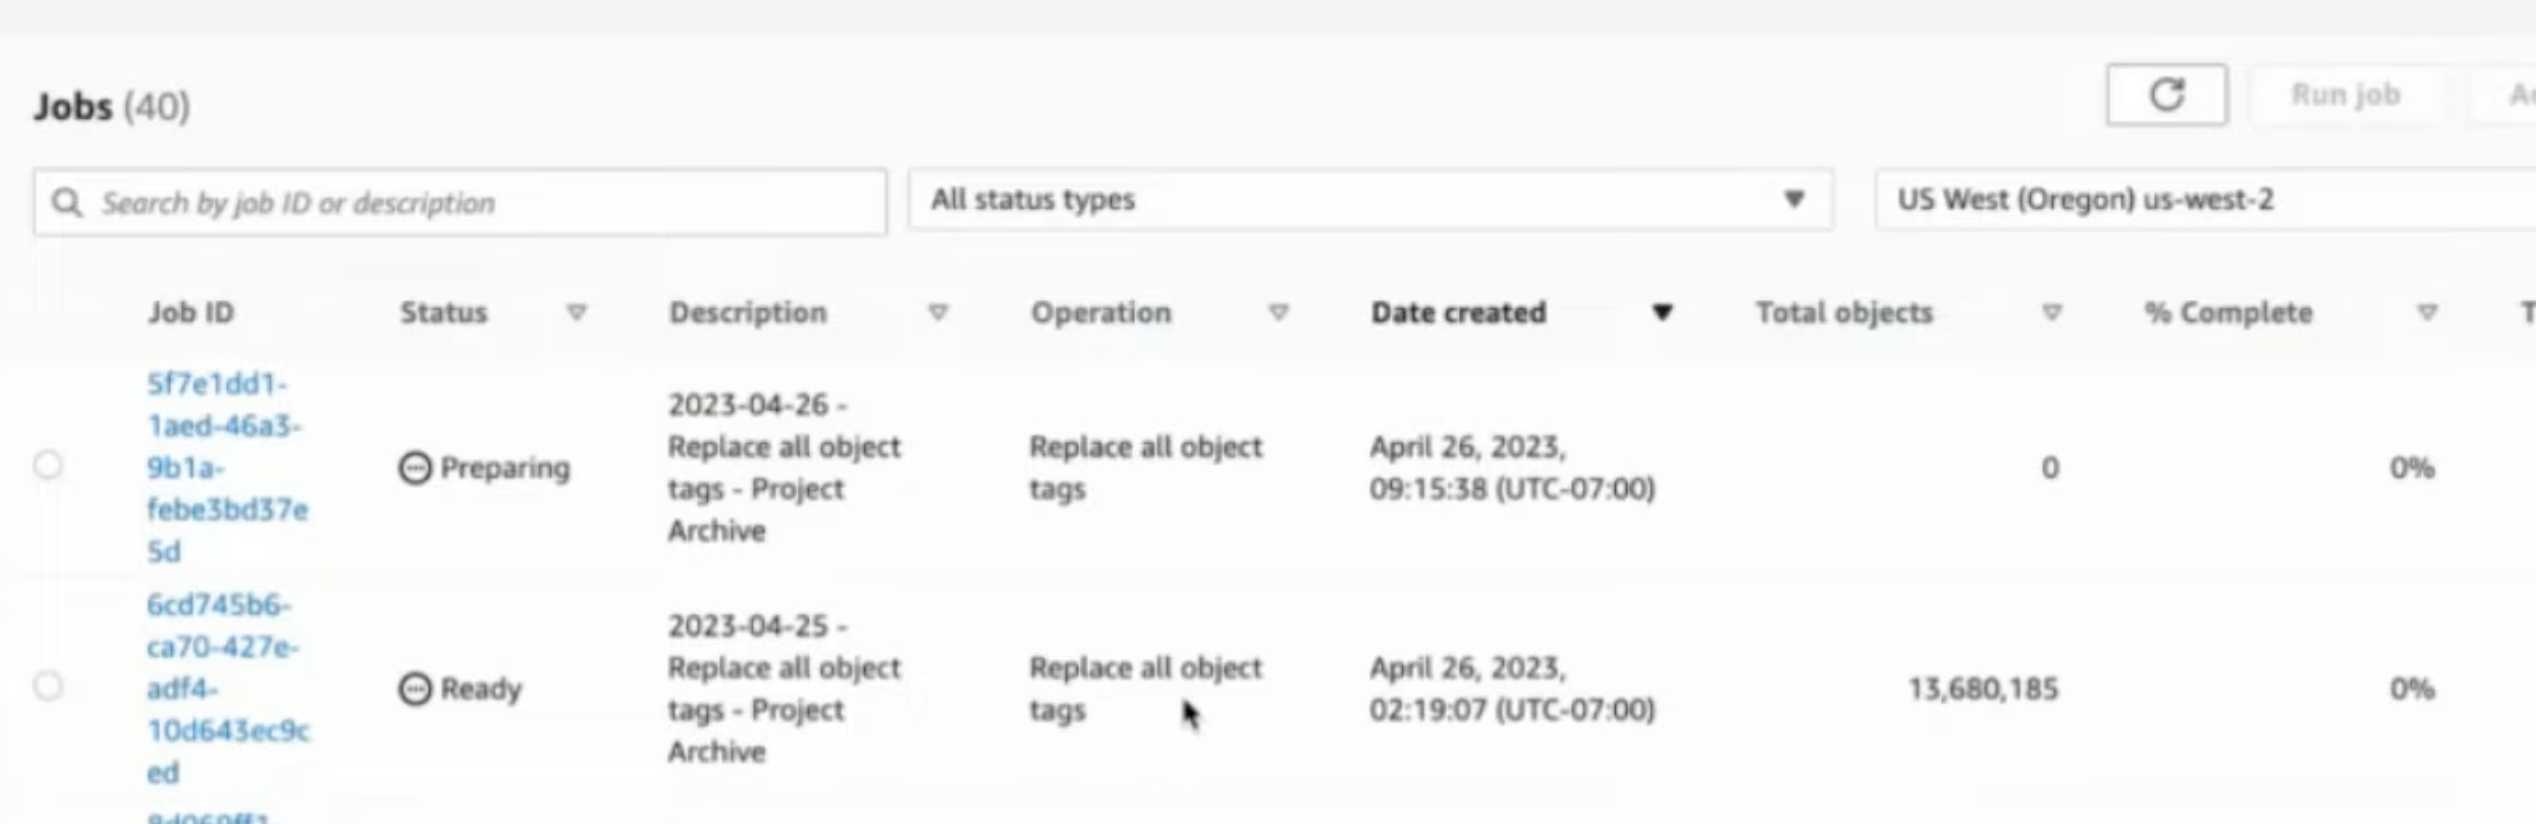 Jobs (40)
Run job
Search by job ID or description
All status types
US West (Oregon) us-west-2
Job ID
Status
Description
Operation
Date created
Total objects
% Complete
5f7e1dd1-
1aed-46a3-
9b1a-
febe3bd37e
5d
Preparing
2023-04-26 -
Replace all object
tags - Project
Archive
Replace all object
tags
April 26, 2023,
09:15:38 (UTC-07:00)
0
0%
6cd745b6-
ca70-427e-
adf4-
10d643ec9c
ed
Ready
2023-04-25 -
Replace all object
tags - Project
Archive
Replace all object
tags
April 26, 2023,
02:19:07 (UTC-07:00)
13,680,185
0%